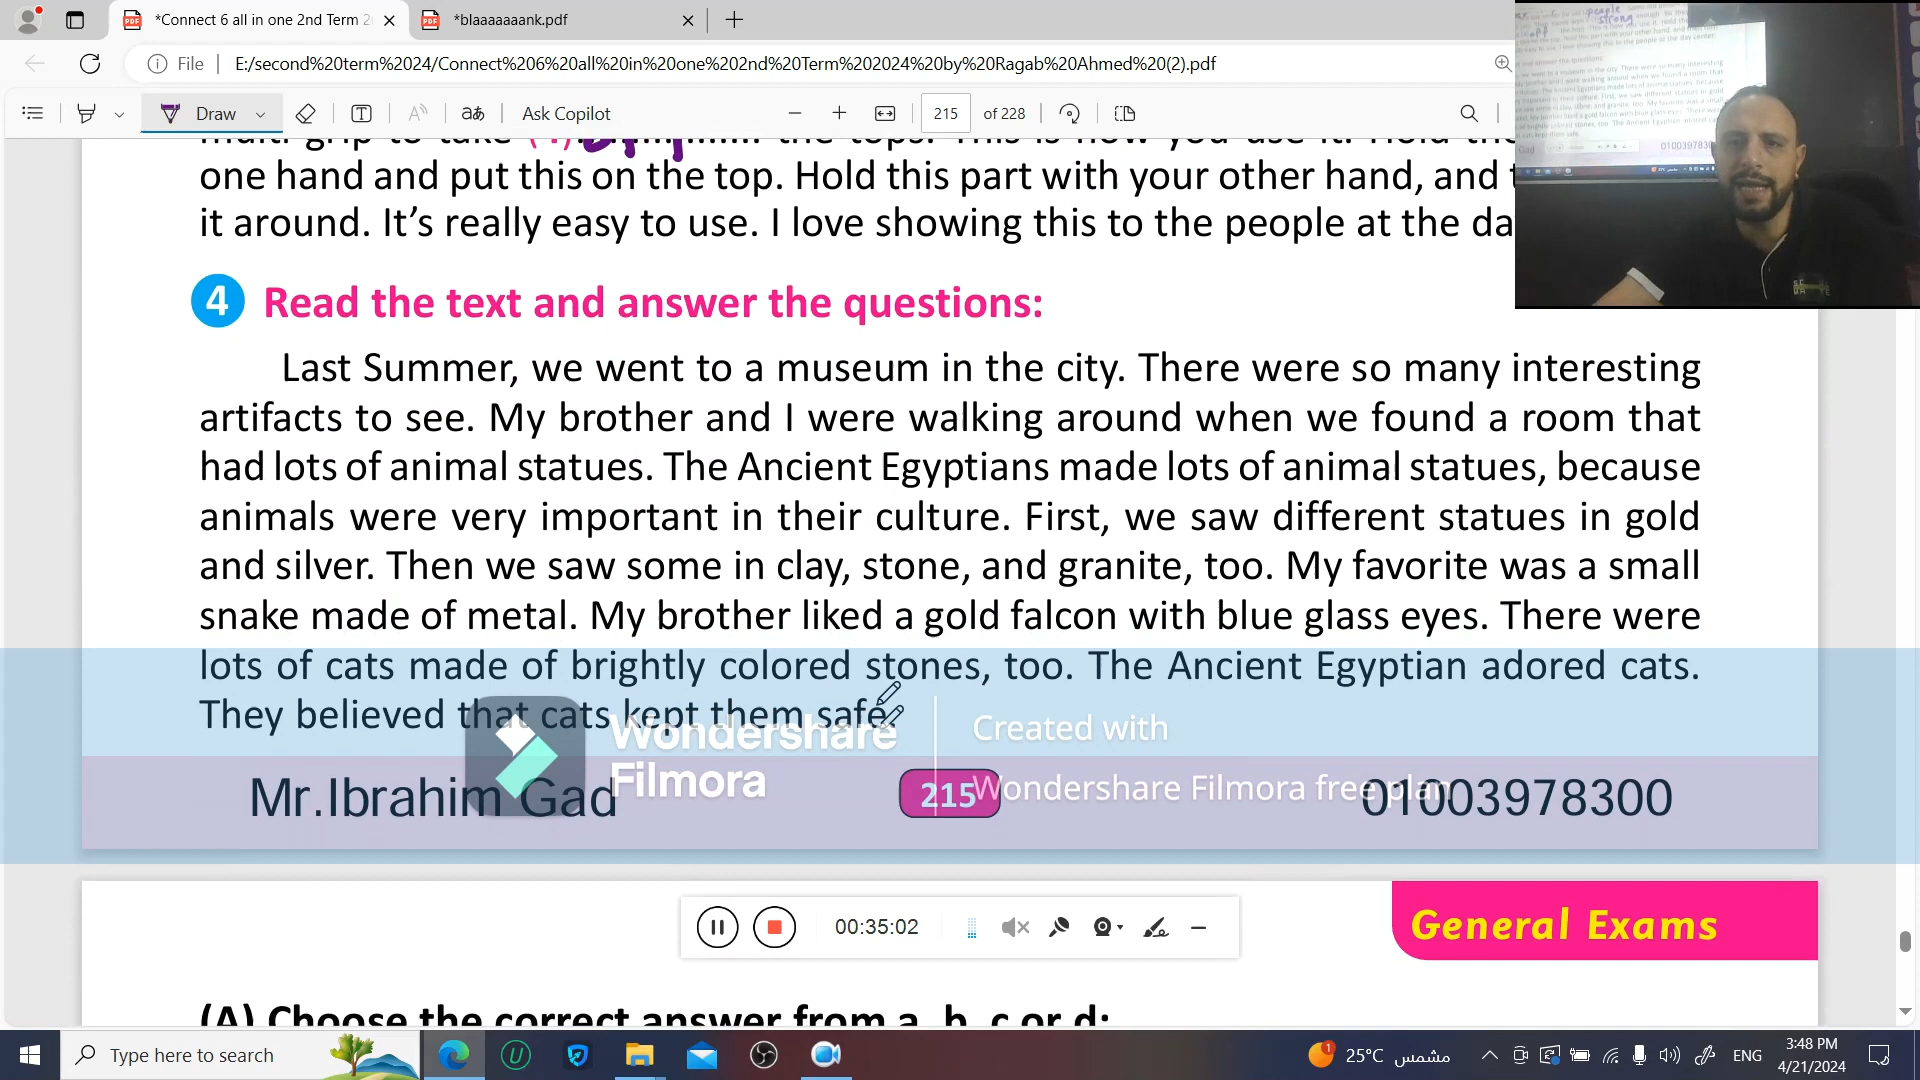 *Connect 6 all in one 2nd Term 2
*blaaaaaaank.pdf
File
E:/second%20term%2024/Connect%206%20all%20in%20one%202nd%20Term%202024%20by%20Ragab%20Ahmed%20(2).pdf
Draw
Ask Copilot
215 of 228
one hand and put this on the top. Hold this part with your other hand, and
it around. It's really easy to use. I love showing this to the people at the da
4 Read the text and answer the questions:
Last Summer, we went to a museum in the city. There were so many interesting
artifacts to see. My brother and I were walking around when we found a room that
had lots of animal statues. The Ancient Egyptians made lots of animal statues, because
animals were very important in their culture. First, we saw different statues in gold
and silver. Then we saw some in clay, stone, and granite, too. My favorite was a small
snake made of metal. My brother liked a gold falcon with blue glass eyes. There were
lots of cats made of brightly colored stones, too. The Ancient Egyptian adored cats.
They believed that cats kept them safe.
Wondershare
Filmora
Created with
Wondershare Filmora free plan
Mr.Ibrahim Gad
215
01003978300
00:35:02
General Exams
(A) Choose the correct answer from a, b, c or d:
Type here to search
25°C مشمس
ENG
3:48 PM
4/21/2024